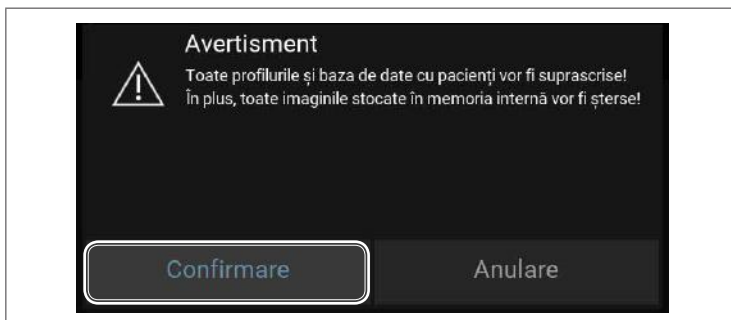 Avertisment
Toate profilurile și baza de date cu pacienți vor fi suprascrise!
În plus, toate imaginile stocate în memoria internă vor fi șterse!
Confirmare
Anulare